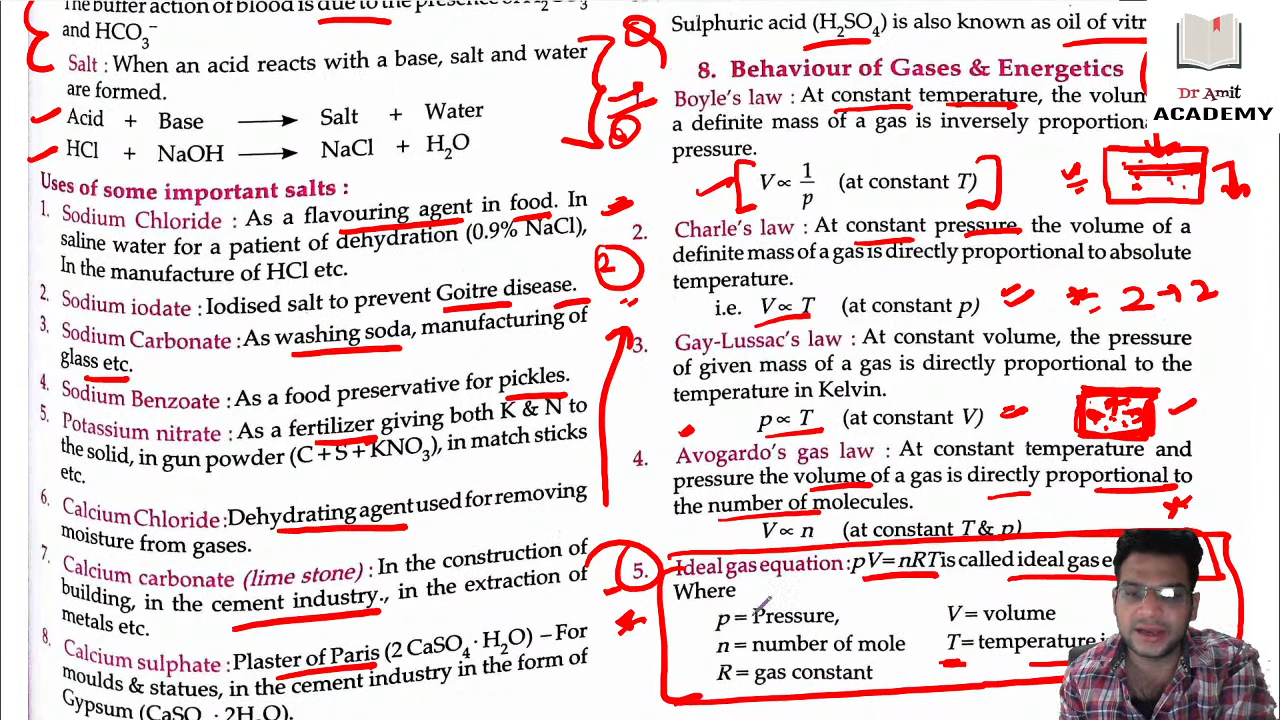 The buffer action of blood is due to the presence of H2CO3
and HCO3⁻
Salt : When an acid reacts with a base, salt and water
are formed.
Acid + Base ⟶ Salt + Water
HCl + NaOH ⟶ NaCl + H2O
Uses of some important salts :
1. Sodium Chloride : As a flavouring agent in food. In
saline water for a patient of dehydration (0.9% NaCl),
In the manufacture of HCl etc.
2. Sodium iodate : Iodised salt to prevent Goitre disease.
3. Sodium Carbonate : As washing soda, manufacturing of
glass etc.
4. Sodium Benzoate : As a food preservative for pickles.
5. Potassium nitrate : As a fertilizer giving both K & N to
the solid, in gun powder (C+S+KNO3), in match sticks
etc.
6. Calcium Chloride : Dehydrating agent used for removing
moisture from gases.
7. Calcium carbonate (lime stone) : In the construction of
building, in the cement industry., in the extraction of
metals etc.
8. Calcium sulphate : Plaster of Paris (2 CaSO4 · H2O) – For
moulds & statues, in the cement industry in the form of
Gypsum (CaSO4 · 2H2O).
2
Sulphuric acid (H2SO4) is also known as oil of vitr
8. Behaviour of Gases & Energetics
Boyle's law : At constant temperature, the volum
a definite mass of a gas is inversely proportion
pressure.
V ∝ 1/p (at constant T)
2. Charle's law : At constant pressure, the volume of a
definite mass of a gas is directly proportional to absolute
temperature.
i.e. V ∝ T (at constant p)
2 → 2
3. Gay-Lussac's law : At constant volume, the pressure
of given mass of a gas is directly proportional to the
temperature in Kelvin.
p ∝ T (at constant V)
4. Avogardo's gas law : At constant temperature and
pressure the volume of a gas is directly proportional to
the number of molecules.
V ∝ n (at constant T & p)
5. Ideal gas equation : pV = nRT is called ideal gas e
Where
p = Pressure, V = volume
n = number of mole T = temperature i
R = gas constant
Dr Amit
ACADEMY